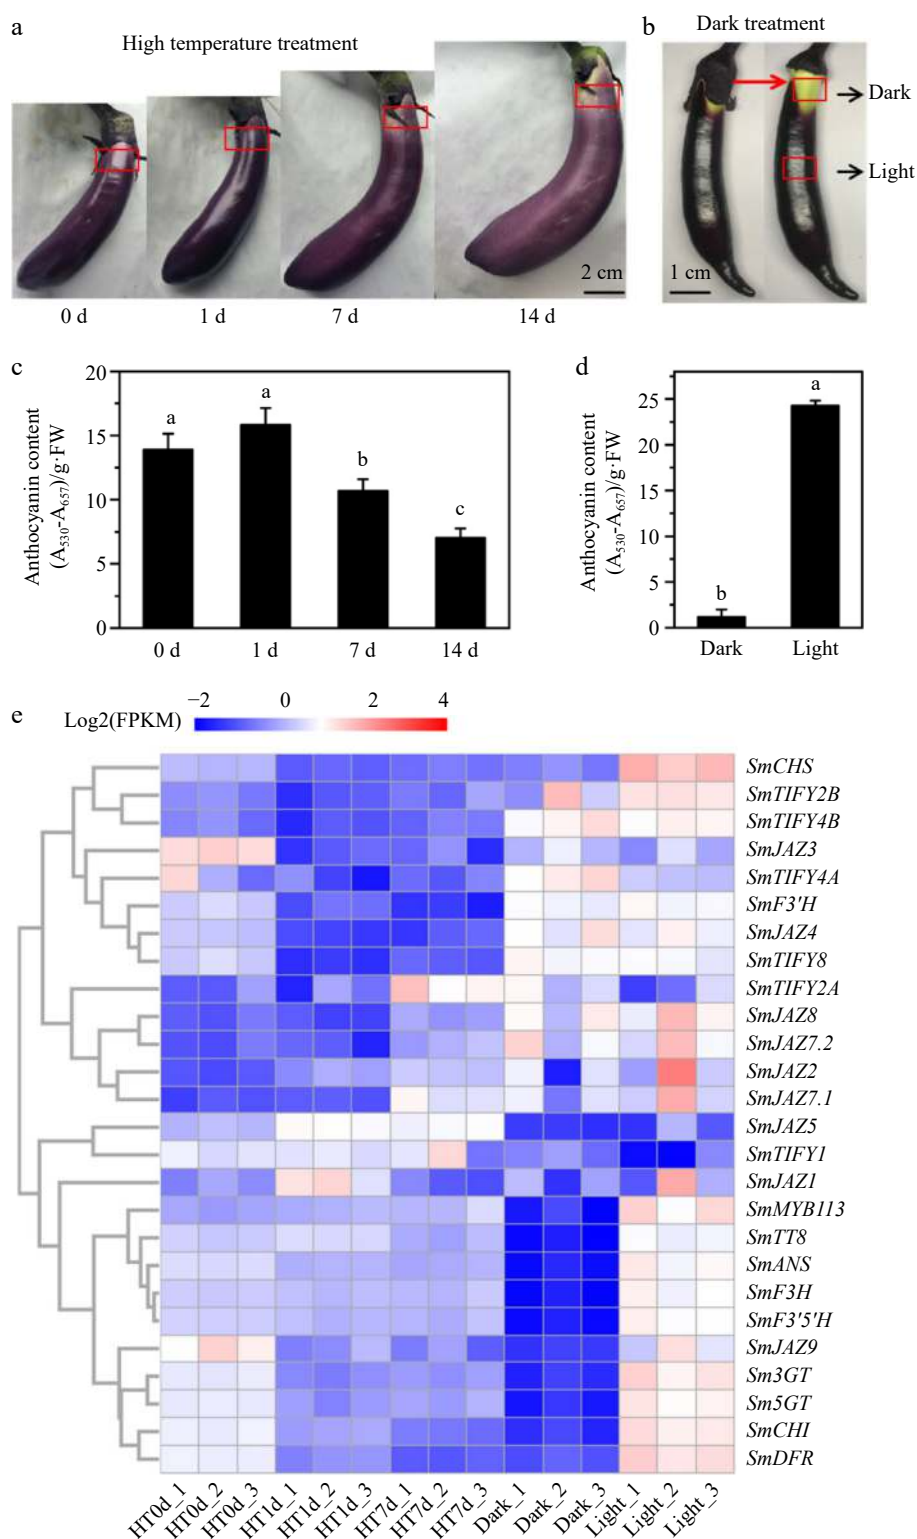 a
High temperature treatment
b
Dark treatment
Dark
Light
2 cm
1 cm
0 d
1 d
7 d
14 d
c
Anthocyanin content
(A530-A657)/g·FW
20
15
10
5
0
a
a
b
c
0 d
1 d
7 d
14 d
d
Anthocyanin content
(A530-A657)/g·FW
25
20
15
10
5
0
b
a
Dark
Light
e
Log2(FPKM)
−2
0
2
4
SmCHS
SmTIFY2B
SmTIFY4B
SmJAZ3
SmTIFY4A
SmF3'H
SmJAZ4
SmTIFY8
SmTIFY2A
SmJAZ8
SmJAZ7.2
SmJAZ2
SmJAZ7.1
SmJAZ5
SmTIFY1
SmJAZ1
SmMYB113
SmTT8
SmANS
SmF3H
SmF3'5'H
SmJAZ9
Sm3GT
Sm5GT
SmCHI
SmDFR
HT0d_1
HT0d_2
HT0d_3
HT1d_1
HT1d_2
HT1d_3
HT7d_1
HT7d_2
HT7d_3
Dark_1
Dark_2
Dark_3
Light_1
Light_2
Light_3